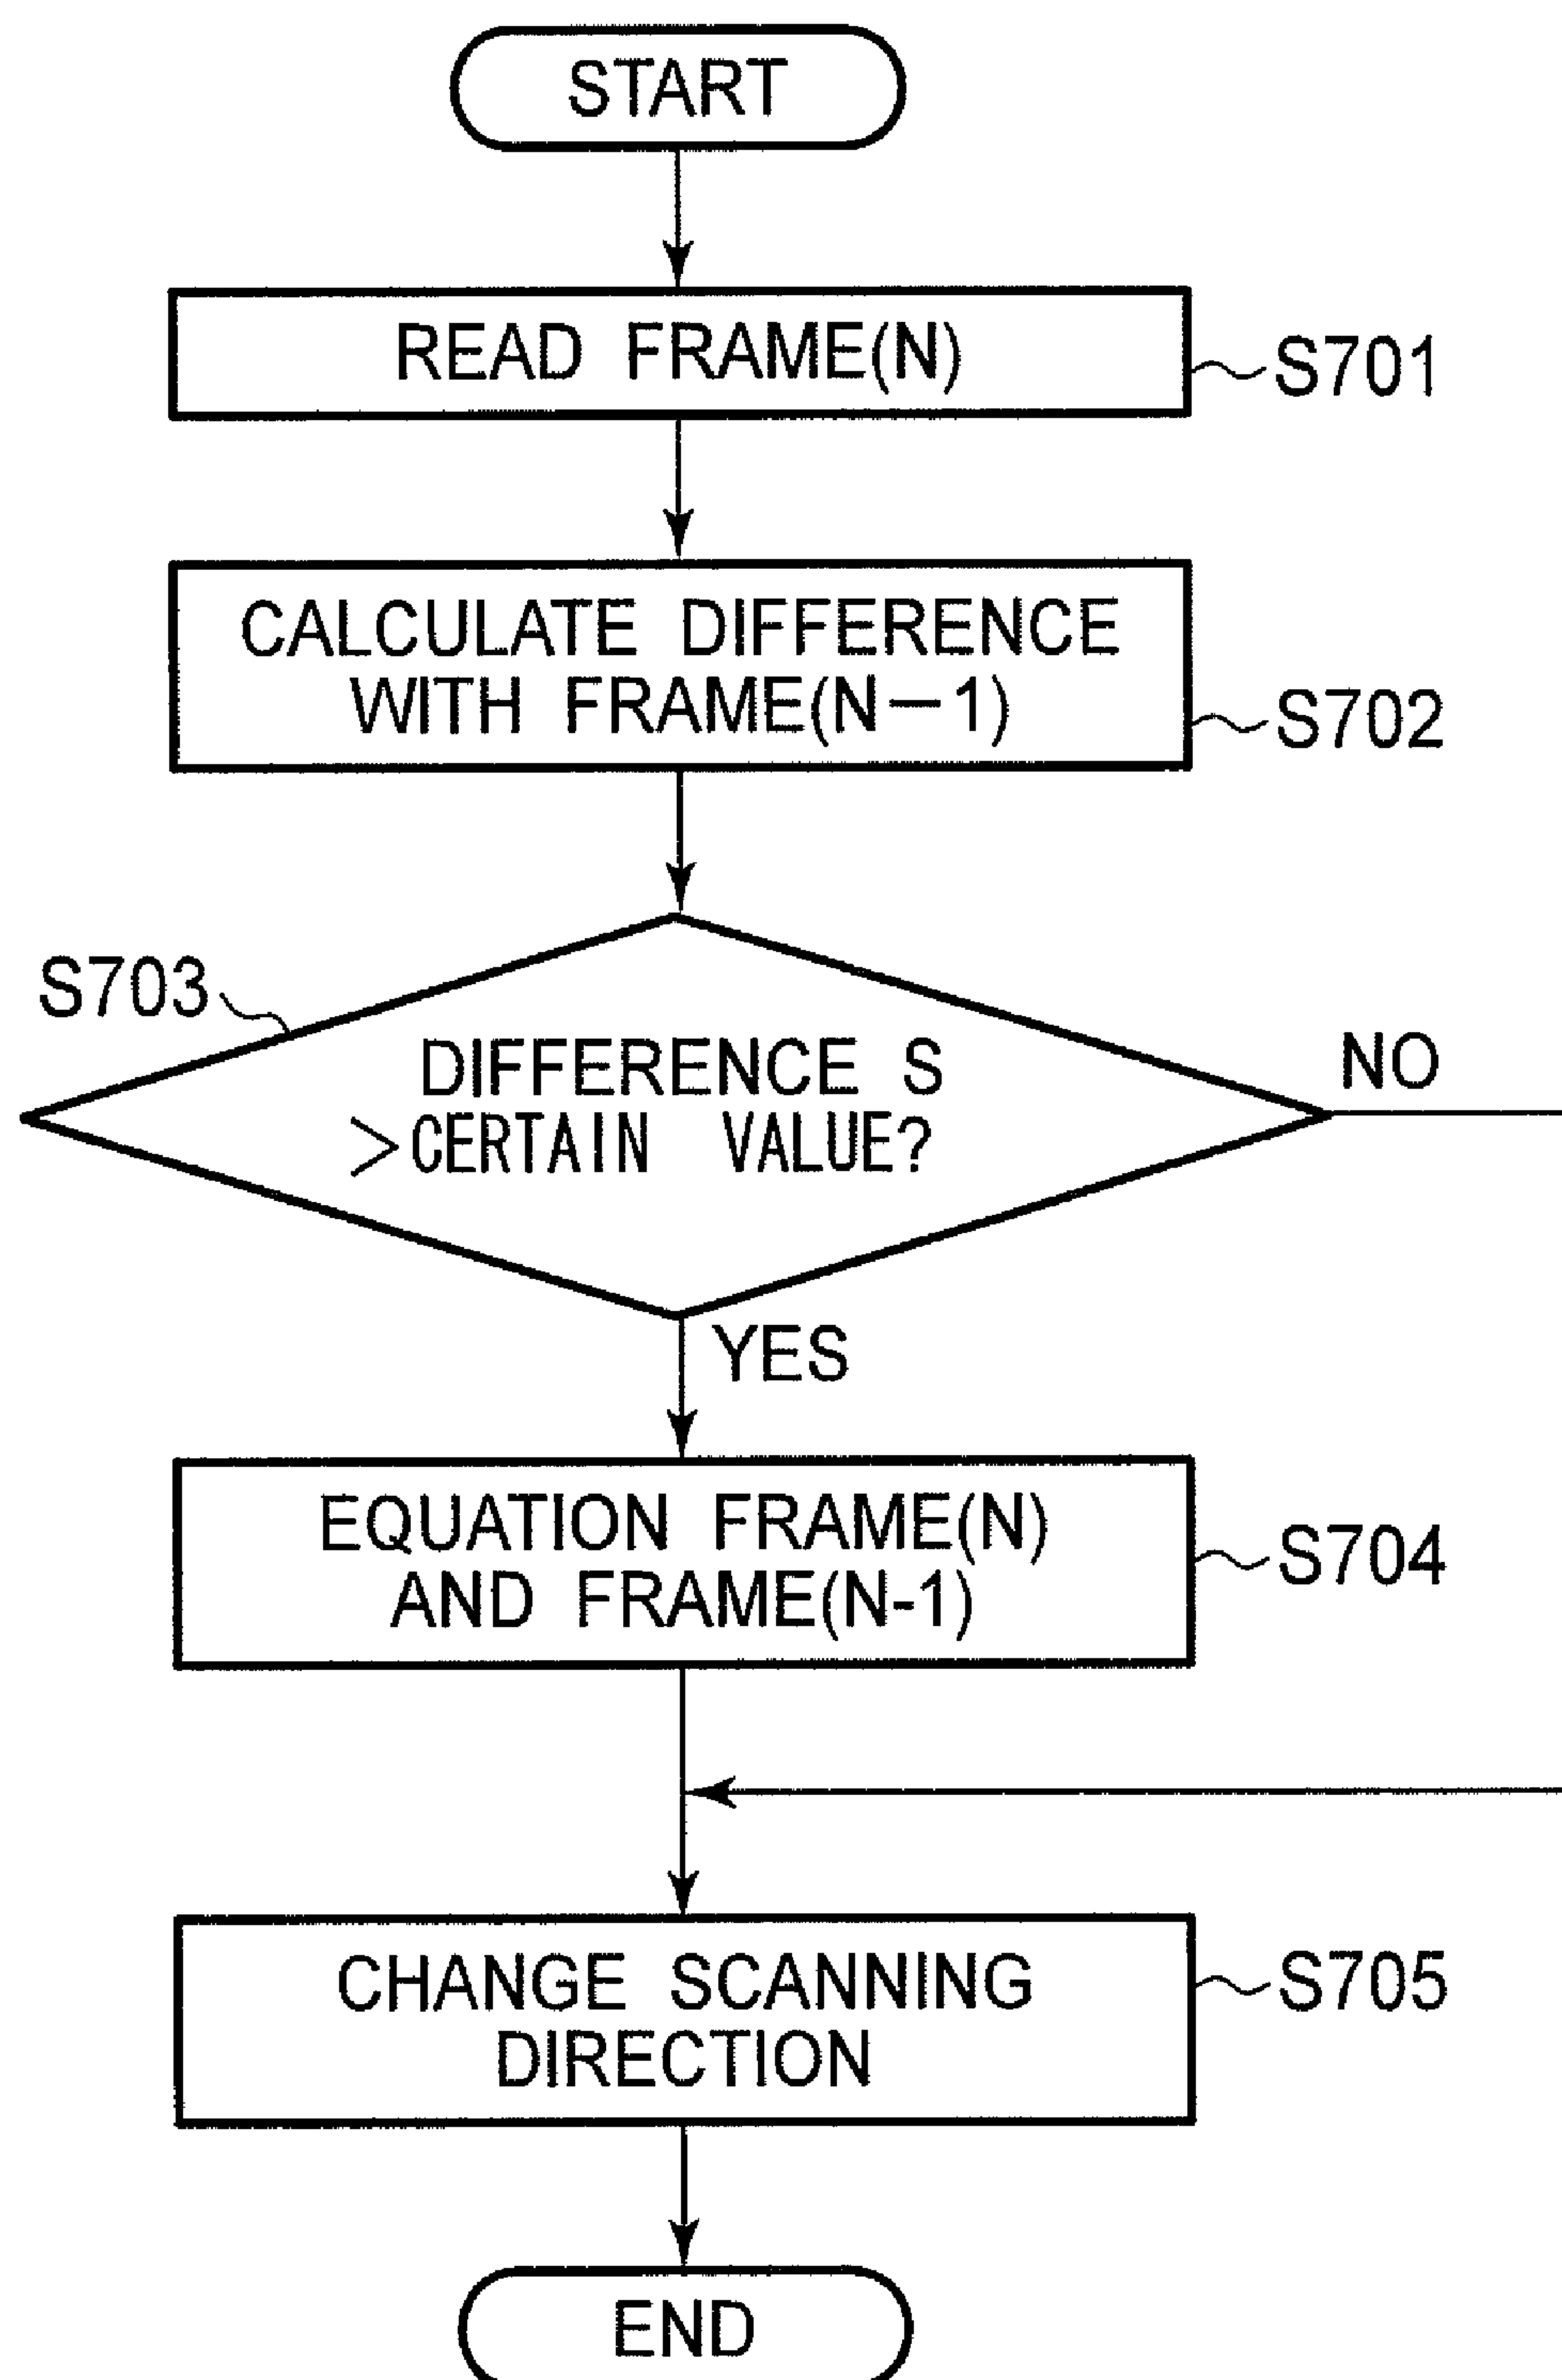 START
READ FRAME(N)
S701
CALCULATE DIFFERENCE
WITH FRAME(N－1)
S702
S703
DIFFERENCE S
＞CERTAIN VALUE?
NO
YES
EQUATION FRAME(N)
AND FRAME(N-1)
S704
CHANGE SCANNING
DIRECTION
S705
END